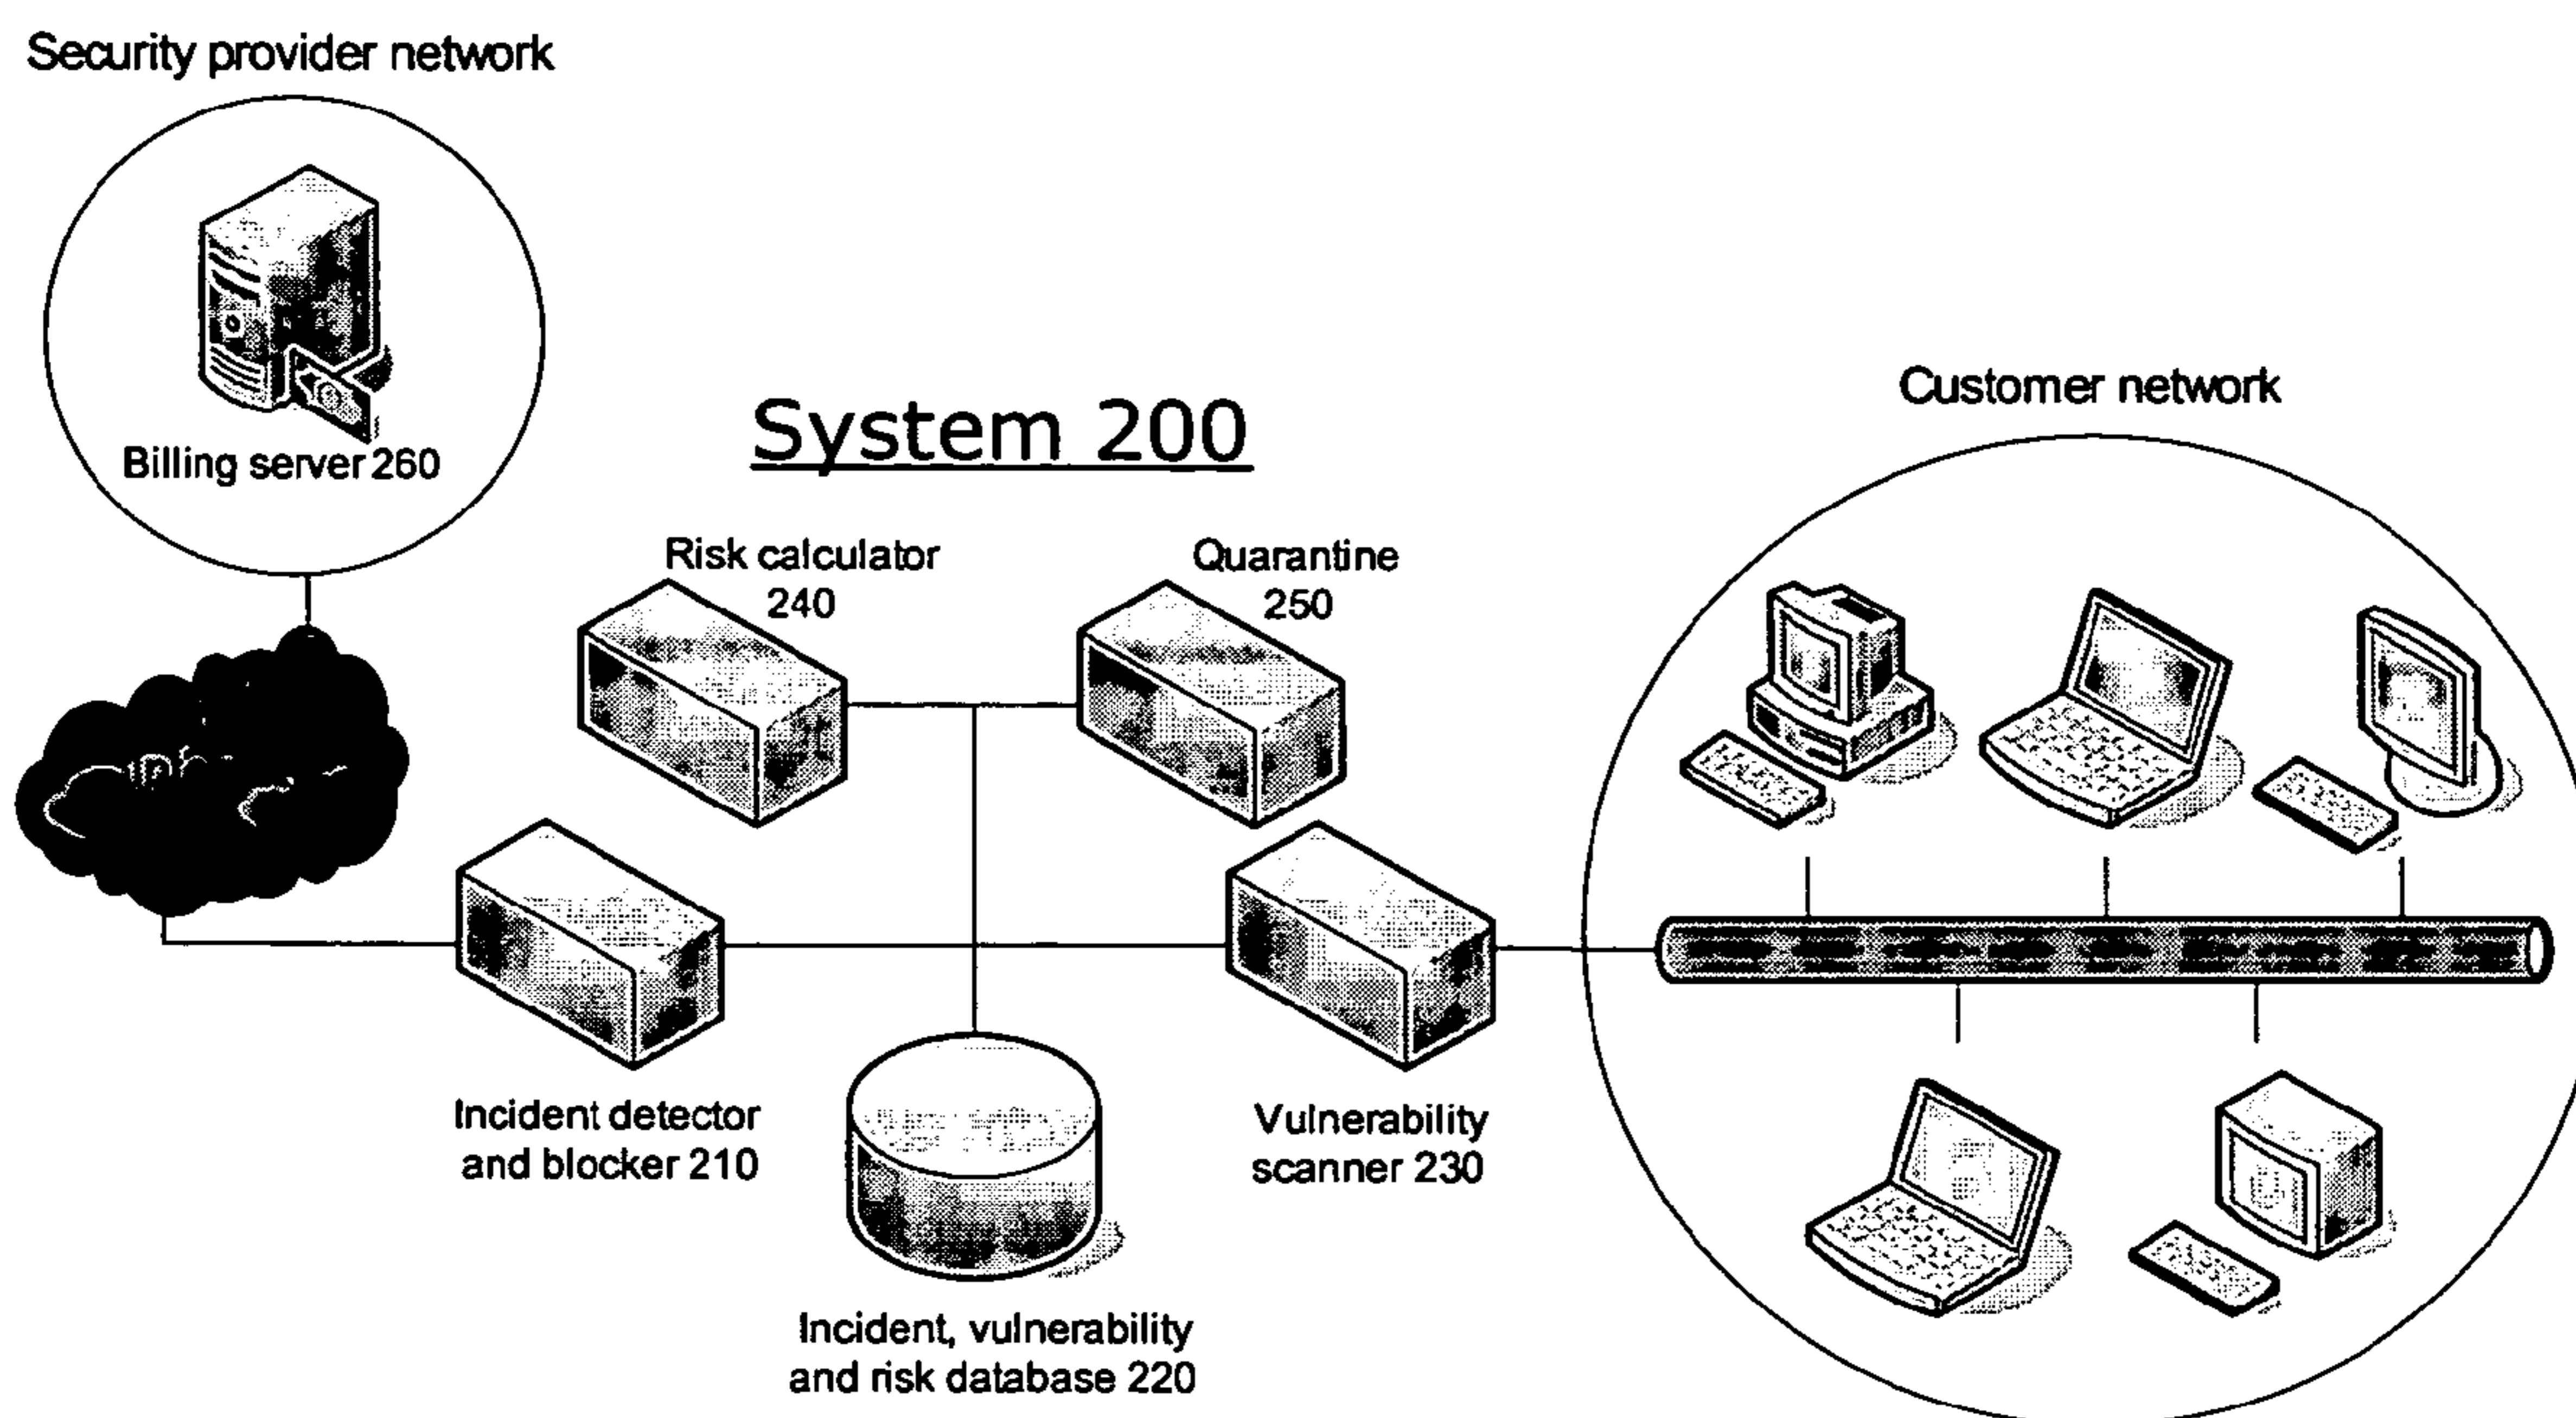 Security provider network
Billing server 260
System 200
Customer network
Risk calculator
240
Quarantine
250
Incident detector
and blocker 210
Vulnerability
scanner 230
Incident, vulnerability
and risk database 220